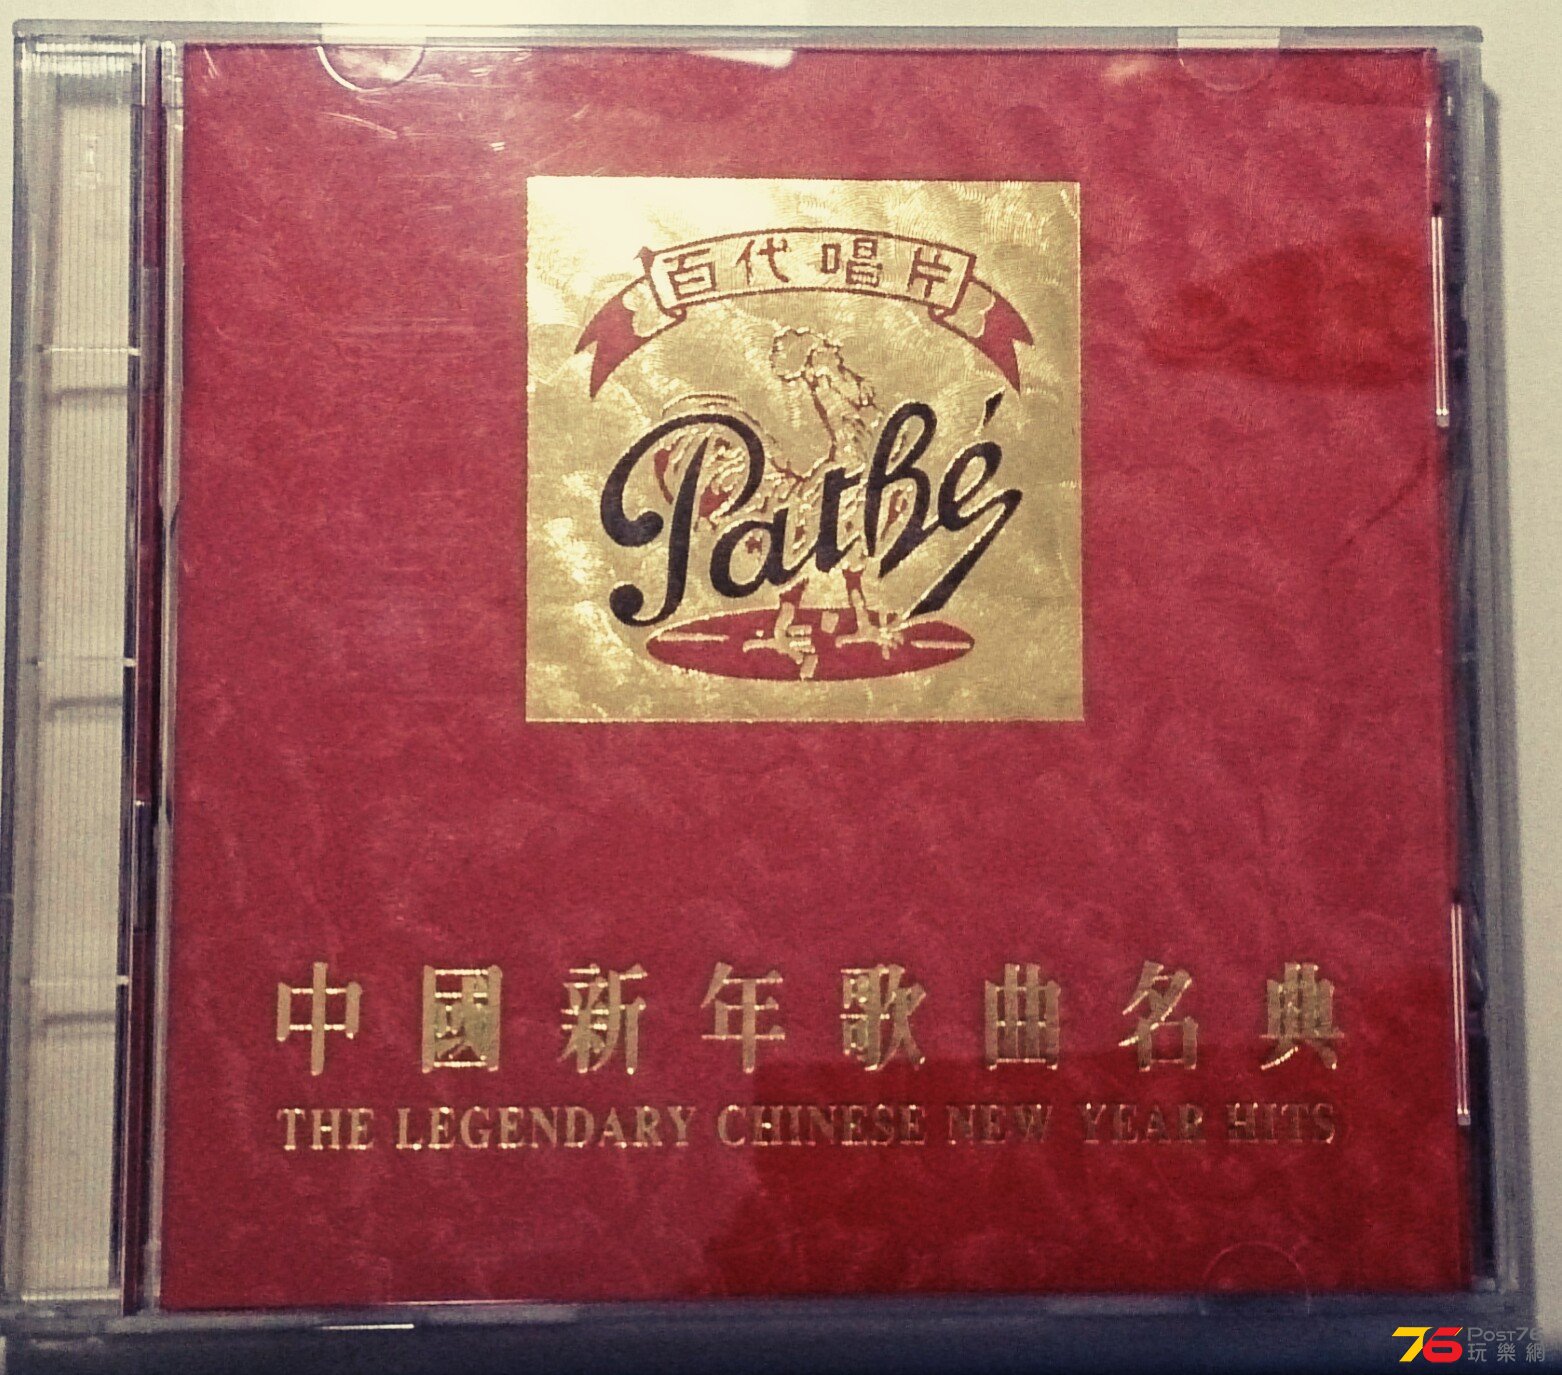 百代唱片
Pathé
中國新年歌曲名典
THE LEGENDARY CHINESE NEW YEAR HITS
76 POST76
玩樂網